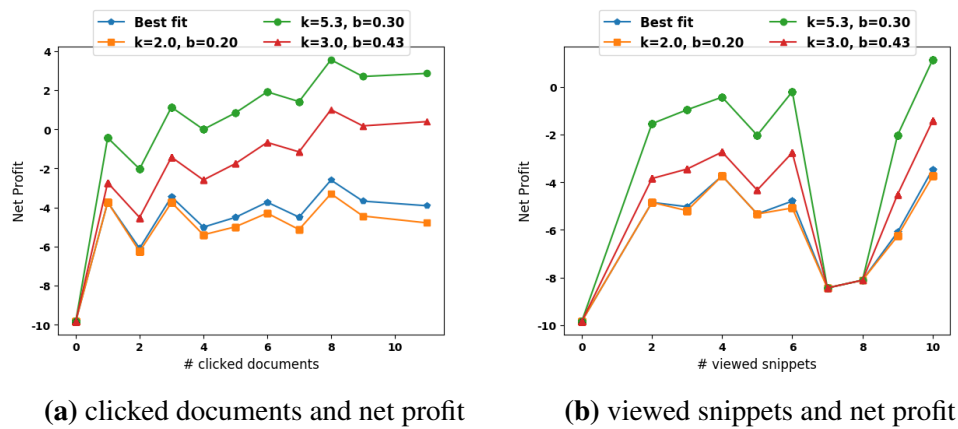 Best fit
k=2.0, b=0.20
k=5.3, b=0.30
k=3.0, b=0.43
4
2
0
-2
-4
-6
-8
-10
Net Profit
0 2 4 6 8 10
# clicked documents
(a) clicked documents and net profit
Best fit
k=2.0, b=0.20
k=5.3, b=0.30
k=3.0, b=0.43
0
-2
-4
-6
-8
-10
Net Profit
0 2 4 6 8 10
# viewed snippets
(b) viewed snippets and net profit